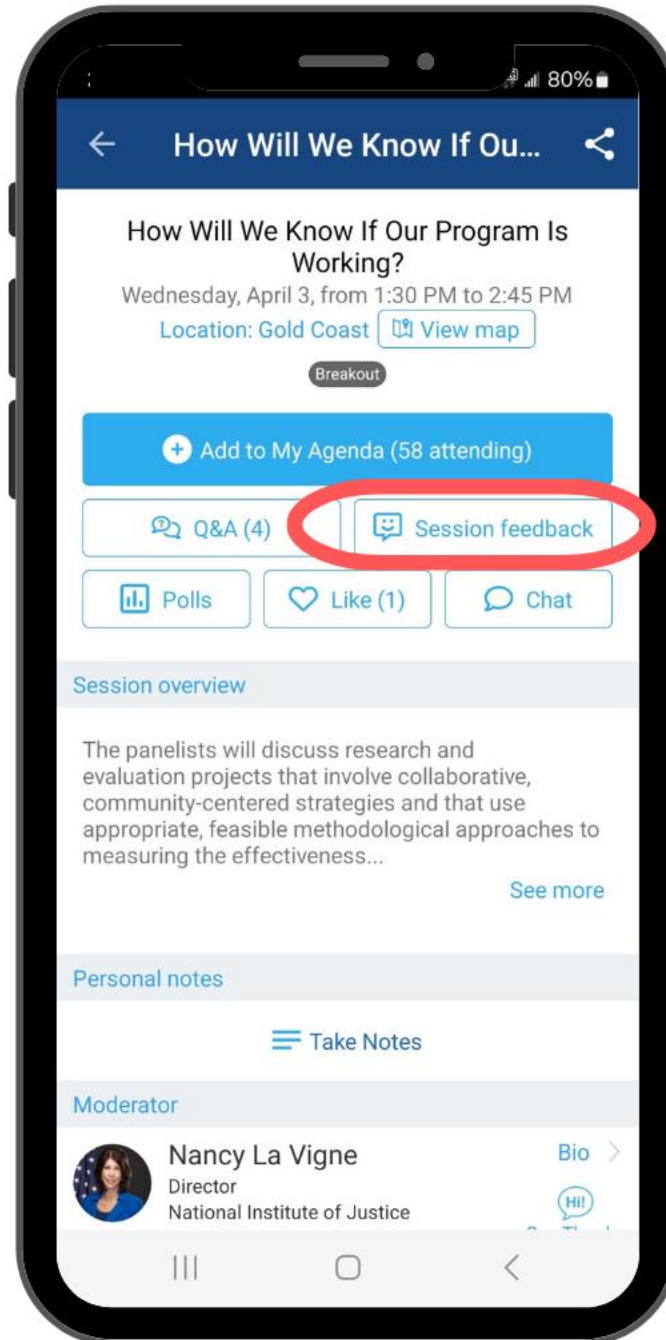 80%
How Will We Know If Ou...
How Will We Know If Our Program Is
Working?
Wednesday, April 3, from 1:30 PM to 2:45 PM
Location: Gold Coast View map
Breakout
Add to My Agenda (58 attending)
Q&A (4) Session feedback
Polls Like (1) Chat
Session overview
The panelists will discuss research and
evaluation projects that involve collaborative,
community-centered strategies and that use
appropriate, feasible methodological approaches to
measuring the effectiveness...
See more
Personal notes
Take Notes
Moderator
Nancy La Vigne Bio
Director
National Institute of Justice Hi!